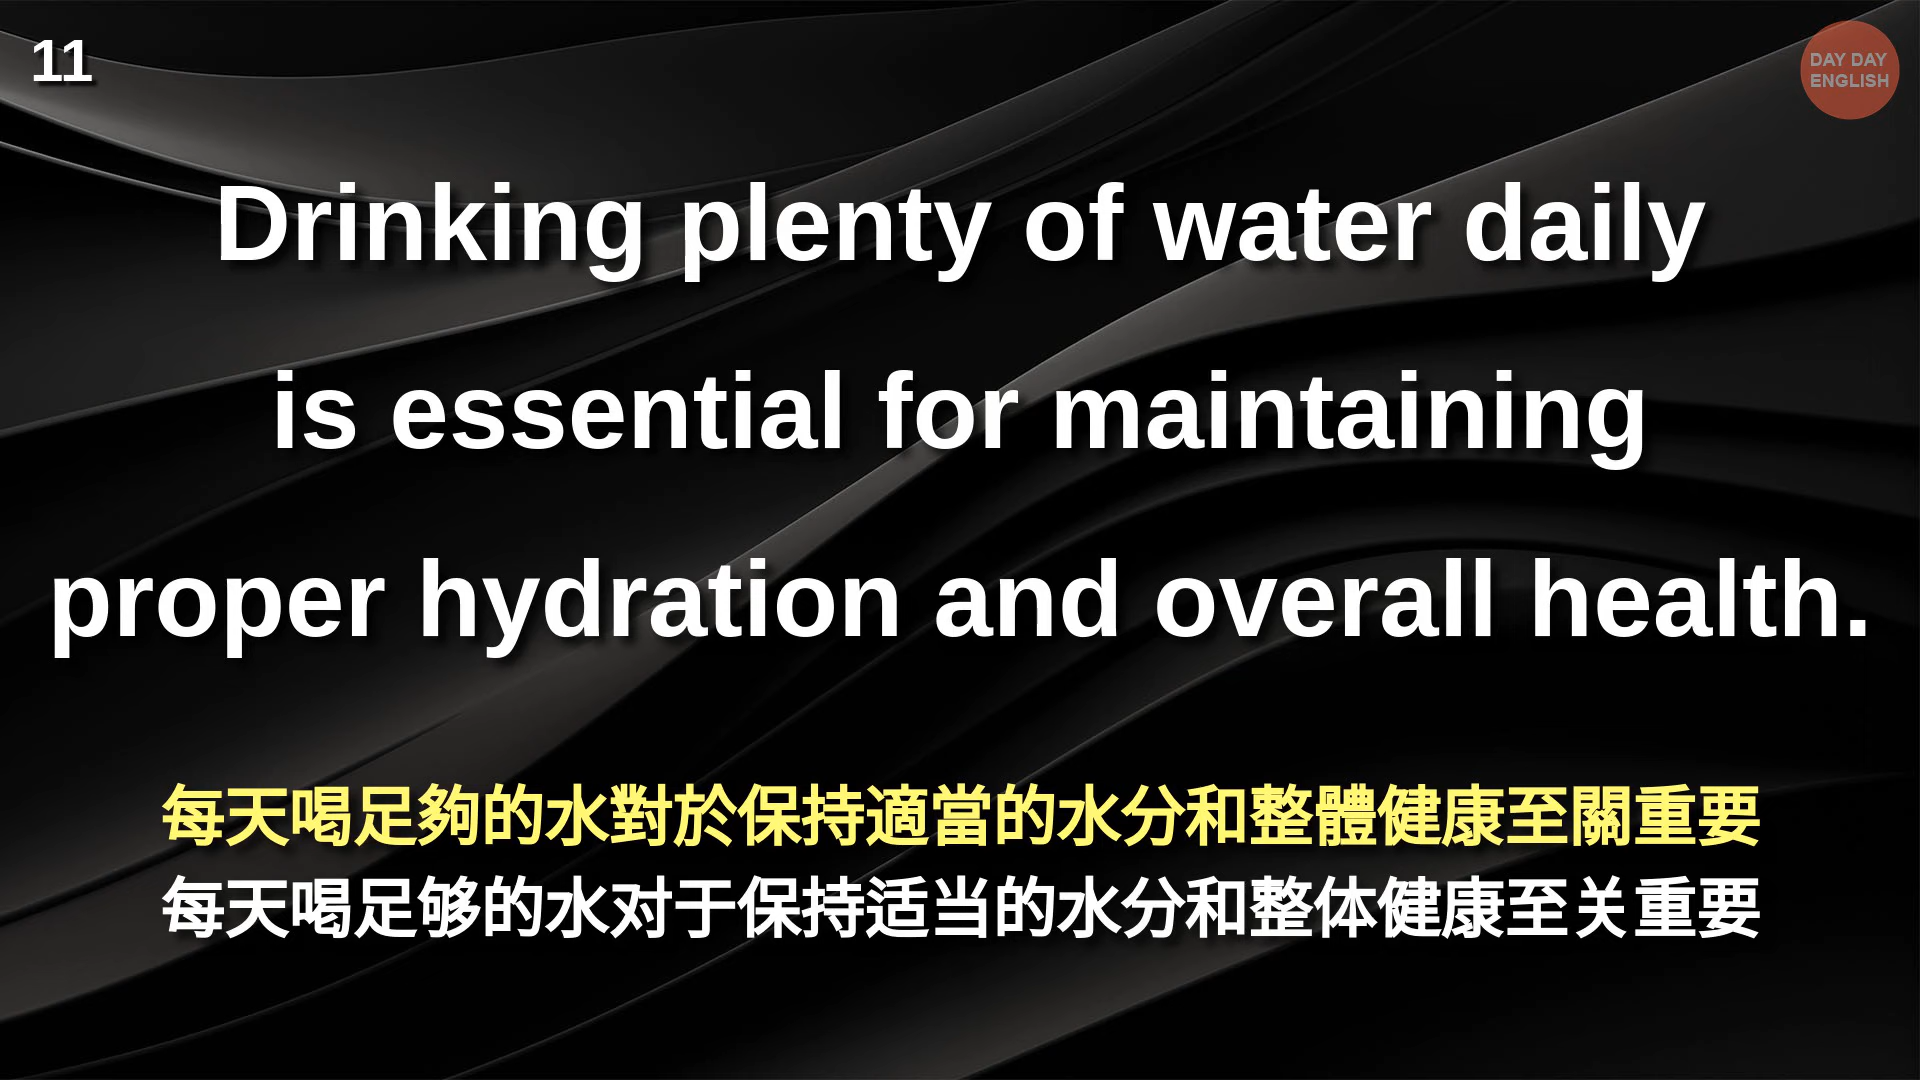 11
DAY DAY
ENGLISH
Drinking plenty of water daily
is essential for maintaining
proper hydration and overall health.
每天喝足夠的水對於保持適當的水分和整體健康至關重要
每天喝足够的水对于保持适当的水分和整体健康至关重要